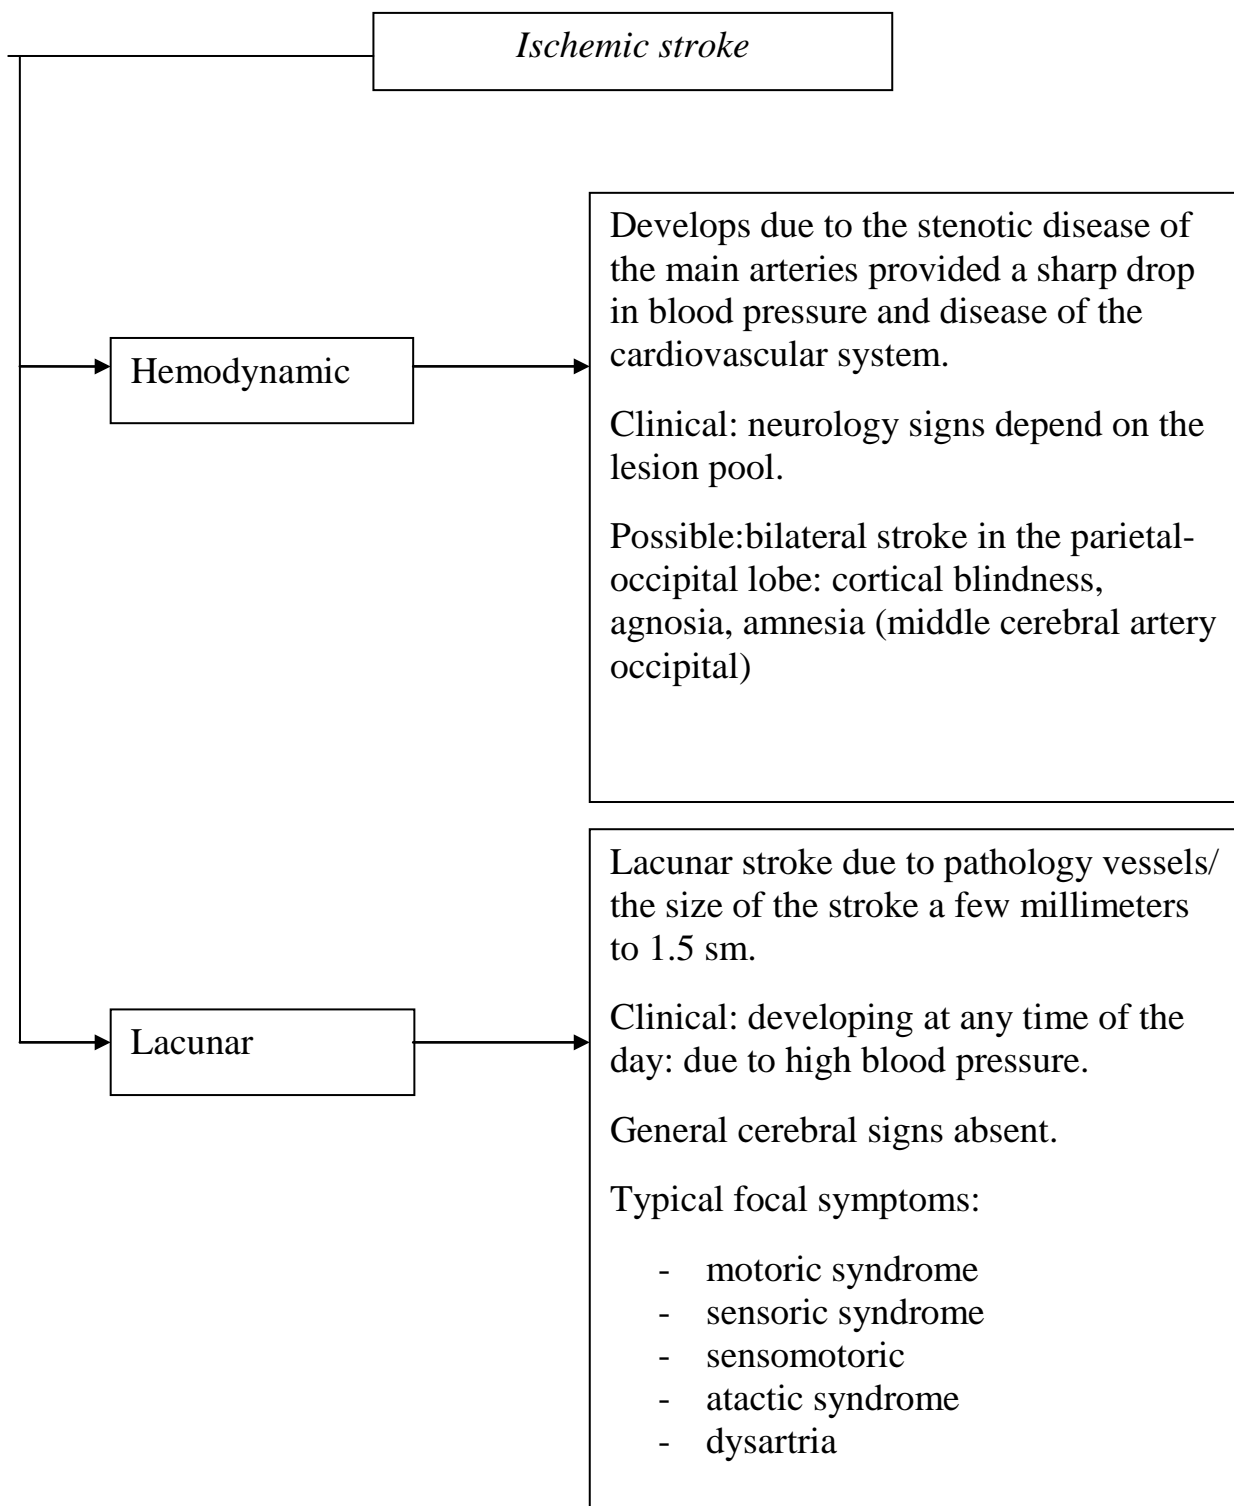 Ischemic stroke
Hemodynamic
Develops due to the stenotic disease of
the main arteries provided a sharp drop
in blood pressure and disease of the
cardiovascular system.
Clinical: neurology signs depend on the
lesion pool.
Possible:bilateral stroke in the parietal-
occipital lobe: cortical blindness,
agnosia, amnesia (middle cerebral artery
occipital)
Lacunar
Lacunar stroke due to pathology vessels/
the size of the stroke a few millimeters
to 1.5 sm.
Clinical: developing at any time of the
day: due to high blood pressure.
General cerebral signs absent.
Typical focal symptoms:
- motoric syndrome
- sensoric syndrome
- sensomotoric
- atactic syndrome
- dysartria